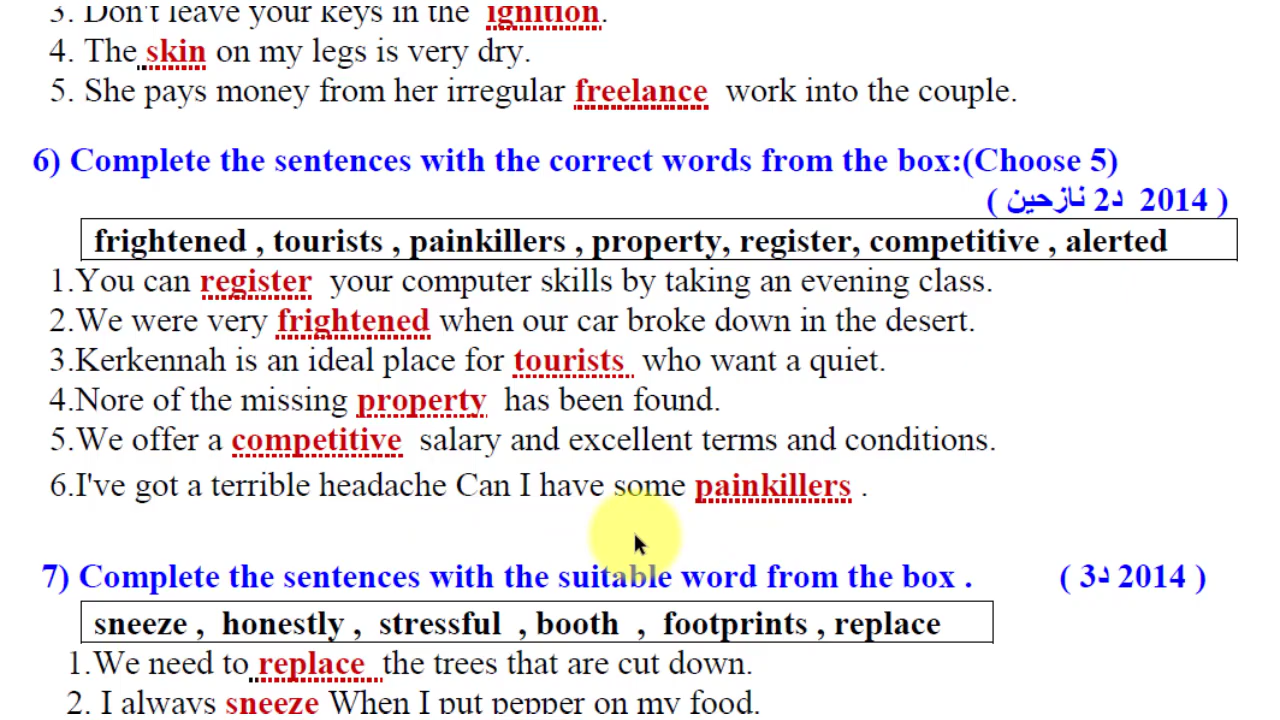 3. Don't leave your keys in the ignition.
4. The skin on my legs is very dry.
5. She pays money from her irregular freelance work into the couple.
6) Complete the sentences with the correct words from the box:(Choose 5)
( 2014 د2 نازحين )
frightened , tourists , painkillers , property, register, competitive , alerted
1.You can register your computer skills by taking an evening class.
2.We were very frightened when our car broke down in the desert.
3.Kerkennah is an ideal place for tourists who want a quiet.
4.Nore of the missing property has been found.
5.We offer a competitive salary and excellent terms and conditions.
6.I've got a terrible headache Can I have some painkillers .
7) Complete the sentences with the suitable word from the box . ( 2014 د3 )
sneeze , honestly , stressful , booth , footprints , replace
1.We need to replace the trees that are cut down.
2. I always sneeze When I put pepper on my food.